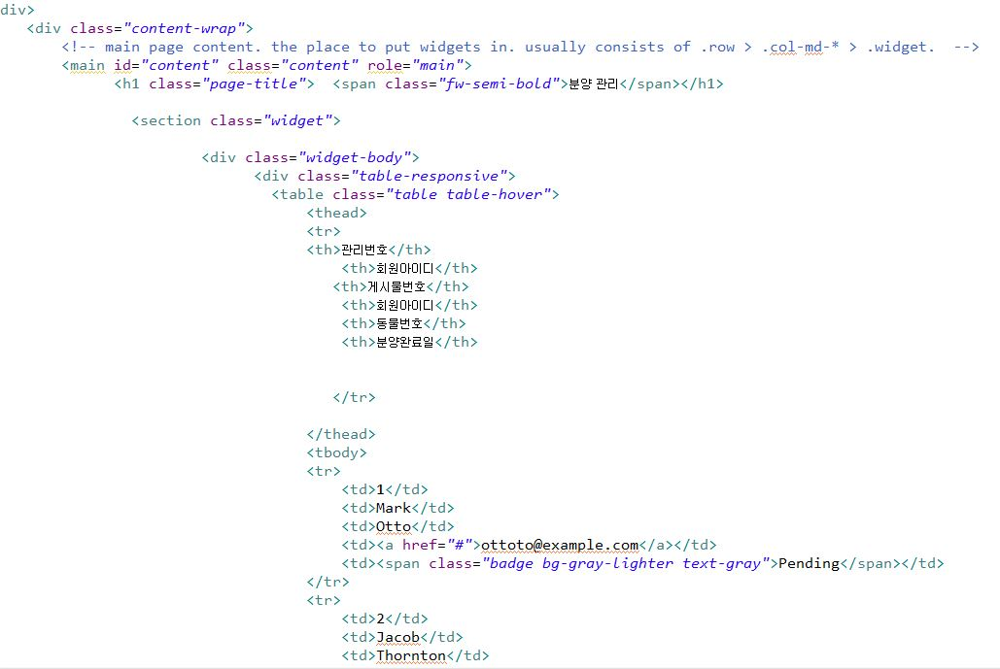 div>
<div class="content-wrap">
<!-- main page content. the place to put widgets in. usually consists of .row > .col-md-* > .widget.  -->
<main id="content" class="content" role="main">
<h1 class="page-title">  <span class="fw-semi-bold">분양 관리</span></h1>
<section class="widget">
<div class="widget-body">
<div class="table-responsive">
<table class="table table-hover">
<thead>
<tr>
<th>관리번호</th>
<th>회원아이디</th>
<th>게시물번호</th>
<th>회원아이디</th>
<th>동물번호</th>
<th>분양완료일</th>
</tr>
</thead>
<tbody>
<tr>
<td>1</td>
<td>Mark</td>
<td>Otto</td>
<td><a href="#">ottoto@example.com</a></td>
<td><span class="badge bg-gray-lighter text-gray">Pending</span></td>
</tr>
<tr>
<td>2</td>
<td>Jacob</td>
<td>Thornton</td>